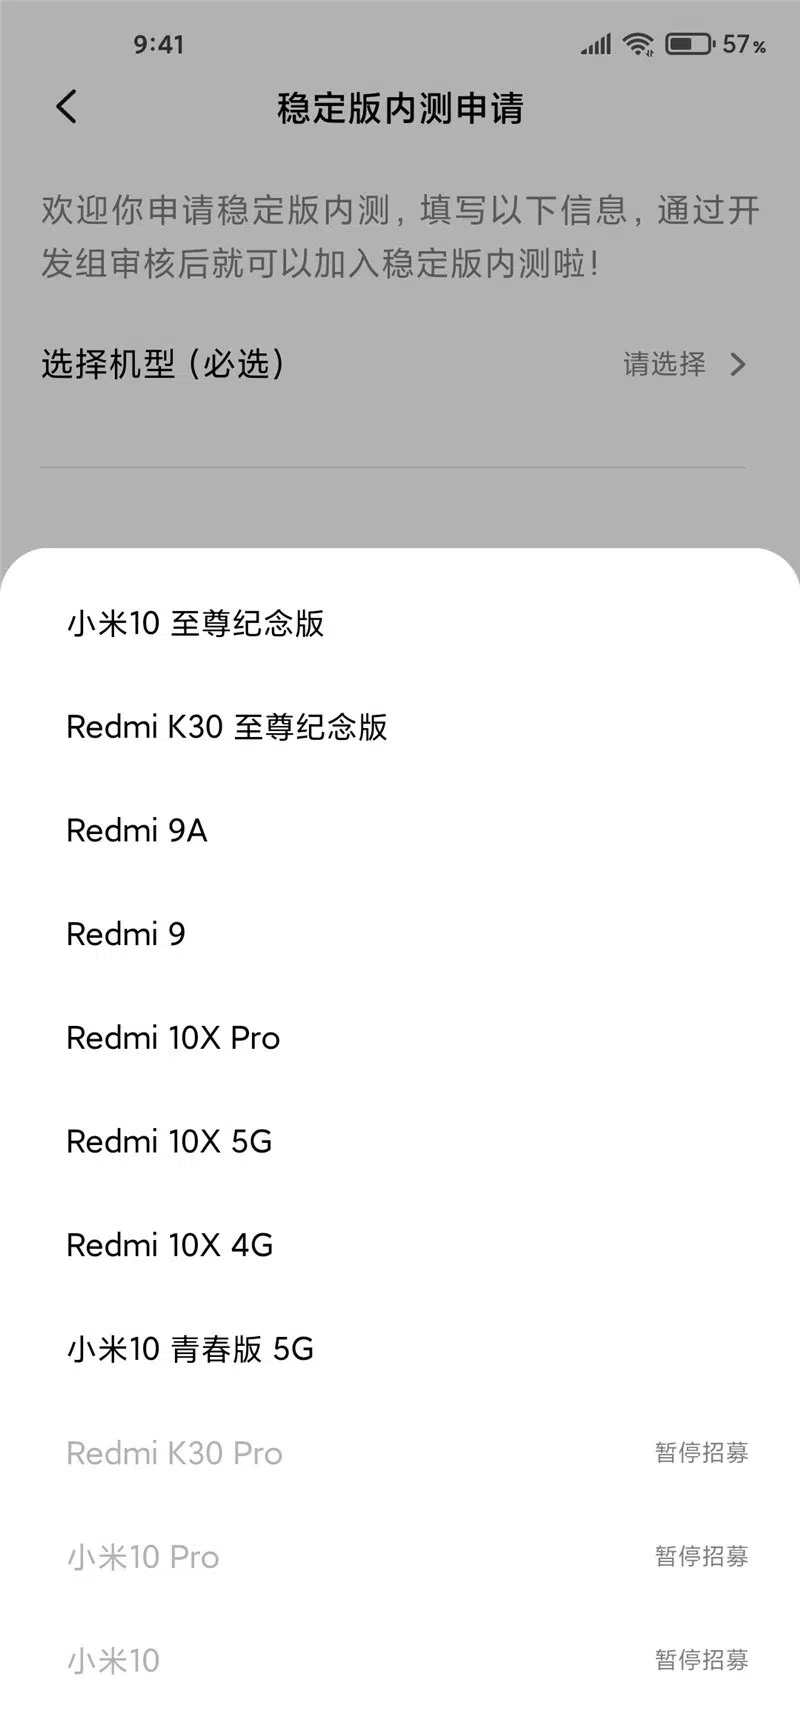 9:41
57%
稳定版内测申请
欢迎你申请稳定版内测，填写以下信息，通过开
发组审核后就可以加入稳定版内测啦！
选择机型（必选） 请选择
小米10 至尊纪念版
Redmi K30 至尊纪念版
Redmi 9A
Redmi 9
Redmi 10X Pro
Redmi 10X 5G
Redmi 10X 4G
小米10 青春版 5G
Redmi K30 Pro 暂停招募
小米10 Pro 暂停招募
小米10 暂停招募